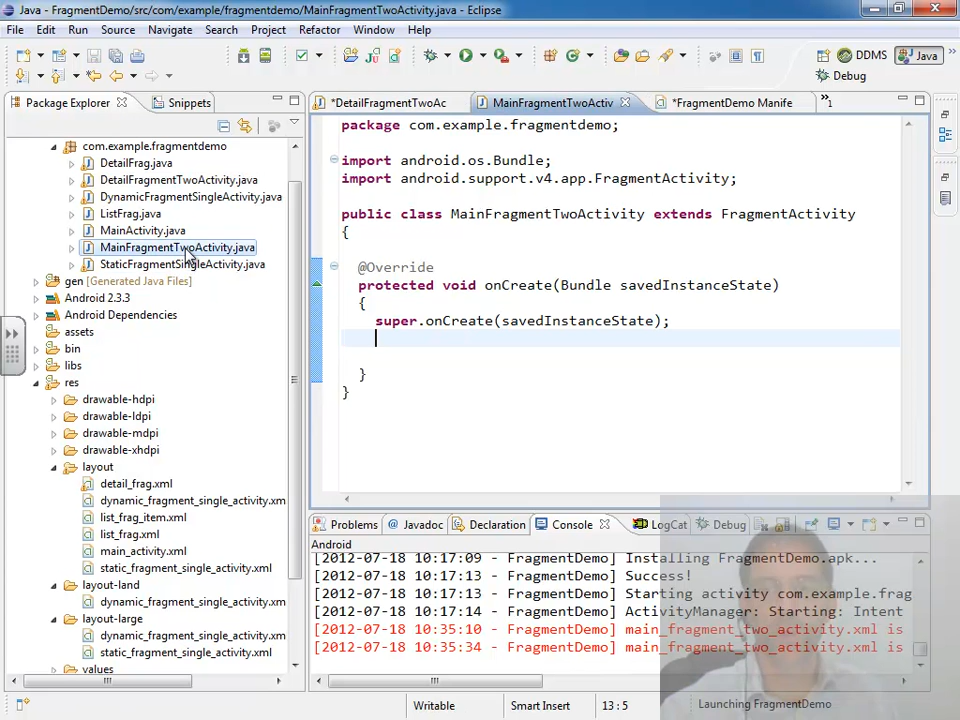 Java - FragmentDemo/src/com/example/fragmentdemo/MainFragmentTwoActivity.java - Eclipse
File Edit Run Source Navigate Search Project Refactor Window Help
DDMS Java
Debug
Package Explorer Snippets
*DetailFragmentTwoAc MainFragmentTwoActiv *FragmentDemo Manife »1
com.example.fragmentdemo
DetailFrag.java
DetailFragmentTwoActivity.java
DynamicFragmentSingleActivity.java
ListFrag.java
MainActivity.java
MainFragmentTwoActivity.java
StaticFragmentSingleActivity.java
gen [Generated Java Files]
Android 2.3.3
Android Dependencies
assets
bin
libs
res
drawable-hdpi
drawable-ldpi
drawable-mdpi
drawable-xhdpi
layout
detail_frag.xml
dynamic_fragment_single_activity.xm
list_frag_item.xml
list_frag.xml
main_activity.xml
static_fragment_single_activity.xml
layout-land
dynamic_fragment_single_activity.xm
layout-large
dynamic_fragment_single_activity.xm
static_fragment_single_activity.xml
values
package com.example.fragmentdemo;
import android.os.Bundle;
import android.support.v4.app.FragmentActivity;
public class MainFragmentTwoActivity extends FragmentActivity
{
@Override
protected void onCreate(Bundle savedInstanceState)
{
super.onCreate(savedInstanceState);
}
}
Problems Javadoc Declaration Console LogCat Debug
Android
[2012-07-18 10:17:09 - FragmentDemo] Installing FragmentDemo.apk...
[2012-07-18 10:17:13 - FragmentDemo] Success!
[2012-07-18 10:17:13 - FragmentDemo] Starting activity com.example.frag
[2012-07-18 10:17:14 - FragmentDemo] ActivityManager: Starting: Intent
[2012-07-18 10:35:10 - FragmentDemo] main_fragment_two_activity.xml is
[2012-07-18 10:35:34 - FragmentDemo] main_fragment_two_activity.xml is
Writable Smart Insert 13 : 5 Launching FragmentDemo